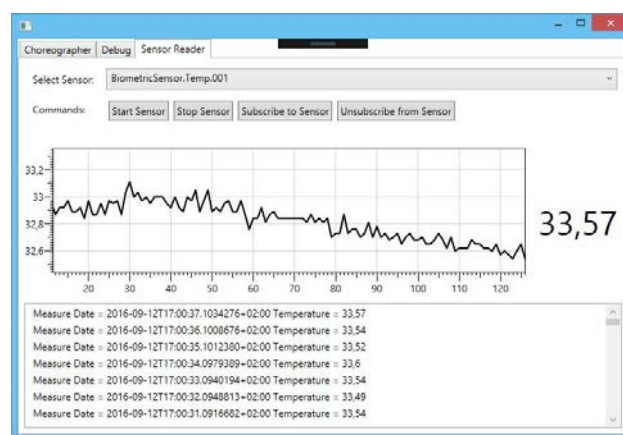 Choreographer Debug Sensor Reader
Select Sensor: BiometricSensor.Temp.001
Commands: Start Sensor Stop Sensor Subscribe to Sensor Unsubscribe from Sensor
33,2
33
32,8
32,6
33,57
20 30 40 50 60 70 80 90 100 110 120
Measure Date = 2016-09-12T17:00:37.1034276+02:00 Temperature = 33,57
Measure Date = 2016-09-12T17:00:36.1008676+02:00 Temperature = 33,54
Measure Date = 2016-09-12T17:00:35.1012380+02:00 Temperature = 33,52
Measure Date = 2016-09-12T17:00:34.0979389+02:00 Temperature = 33,6
Measure Date = 2016-09-12T17:00:33.0940194+02:00 Temperature = 33,54
Measure Date = 2016-09-12T17:00:32.0948813+02:00 Temperature = 33,49
Measure Date = 2016-09-12T17:00:31.0916682+02:00 Temperature = 33,54